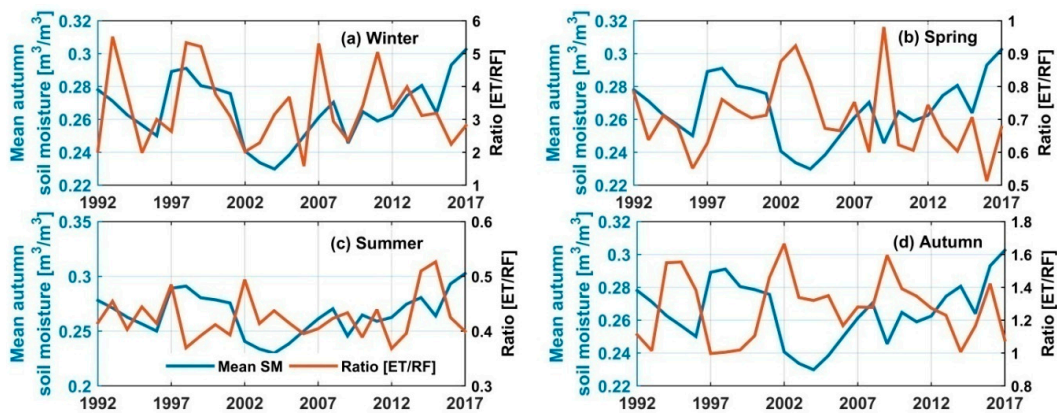 Mean autumn
soil moisture [m³/m³]
0.32
0.3
0.28
0.26
0.24
0.22
(a) Winter
6
5
4
3
2
1
Ratio [ET/RF]
1992 1997 2002 2007 2012 2017
Mean autumn
soil moisture [m³/m³]
0.32
0.3
0.28
0.26
0.24
0.22
(b) Spring
1
0.9
0.8
0.7
0.6
0.5
Ratio [ET/RF]
1992 1997 2002 2007 2012 2017
Mean autumn
soil moisture [m³/m³]
0.35
0.3
0.25
0.2
(c) Summer
Mean SM Ratio [ET/RF]
0.6
0.5
0.4
0.3
Ratio [ET/RF]
1992 1997 2002 2007 2012 2017
Mean autumn
soil moisture [m³/m³]
0.32
0.3
0.28
0.26
0.24
0.22
(d) Autumn
1.8
1.6
1.4
1.2
1
0.8
Ratio [ET/RF]
1992 1997 2002 2007 2012 2017